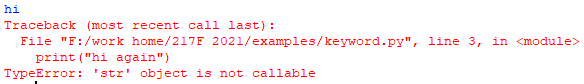 hi
Traceback (most recent call last):
  File "F:/work home/217F 2021/examples/keyword.py", line 3, in <module>
    print("hi again")
TypeError: 'str' object is not callable